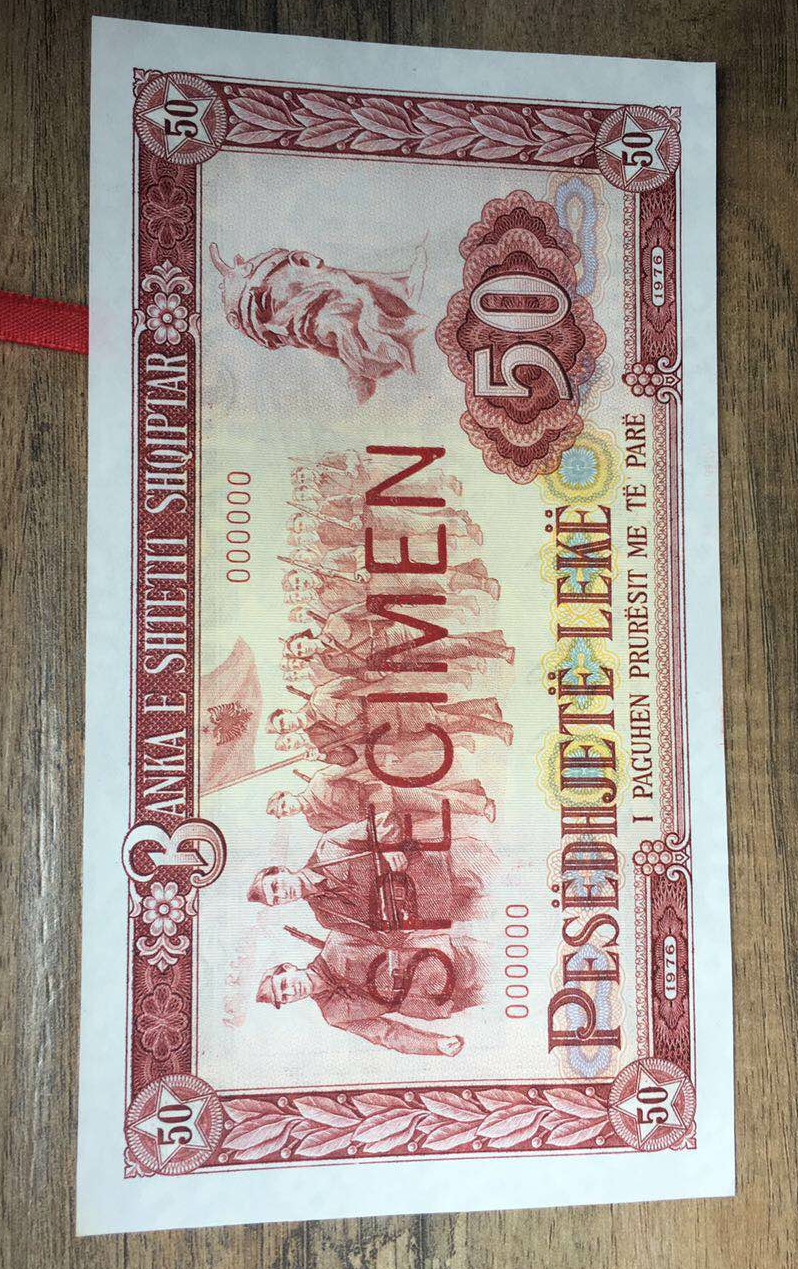 50 BANKA E SHTETIT SHQIPTAR 50
000000
SPECIMEN
000000
50
PESËDHJETË LEKË
I PAGUHEN PRURËSIT ME TË PARË
50 1976 1976 50